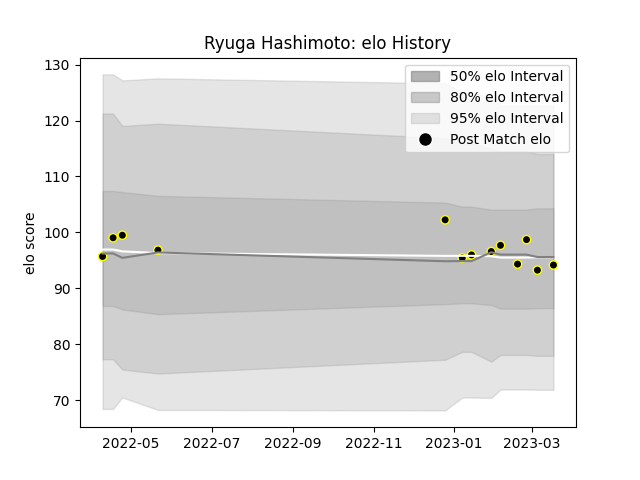 Ryuga Hashimoto: elo History
130
120
110
100
90
80
70
elo score
50% elo Interval
80% elo Interval
95% elo Interval
Post Match elo
2022-05
2022-07
2022-09
2022-11
2023-01
2023-03